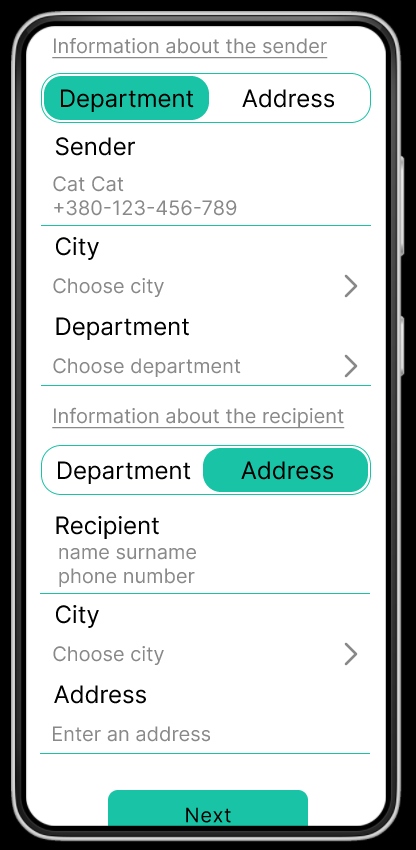 Information about the sender
Department Address
Sender
Cat Cat
+380-123-456-789
City
Choose city
Department
Choose department
Information about the recipient
Department Address
Recipient
name surname
phone number
City
Choose city
Address
Enter an address
Next